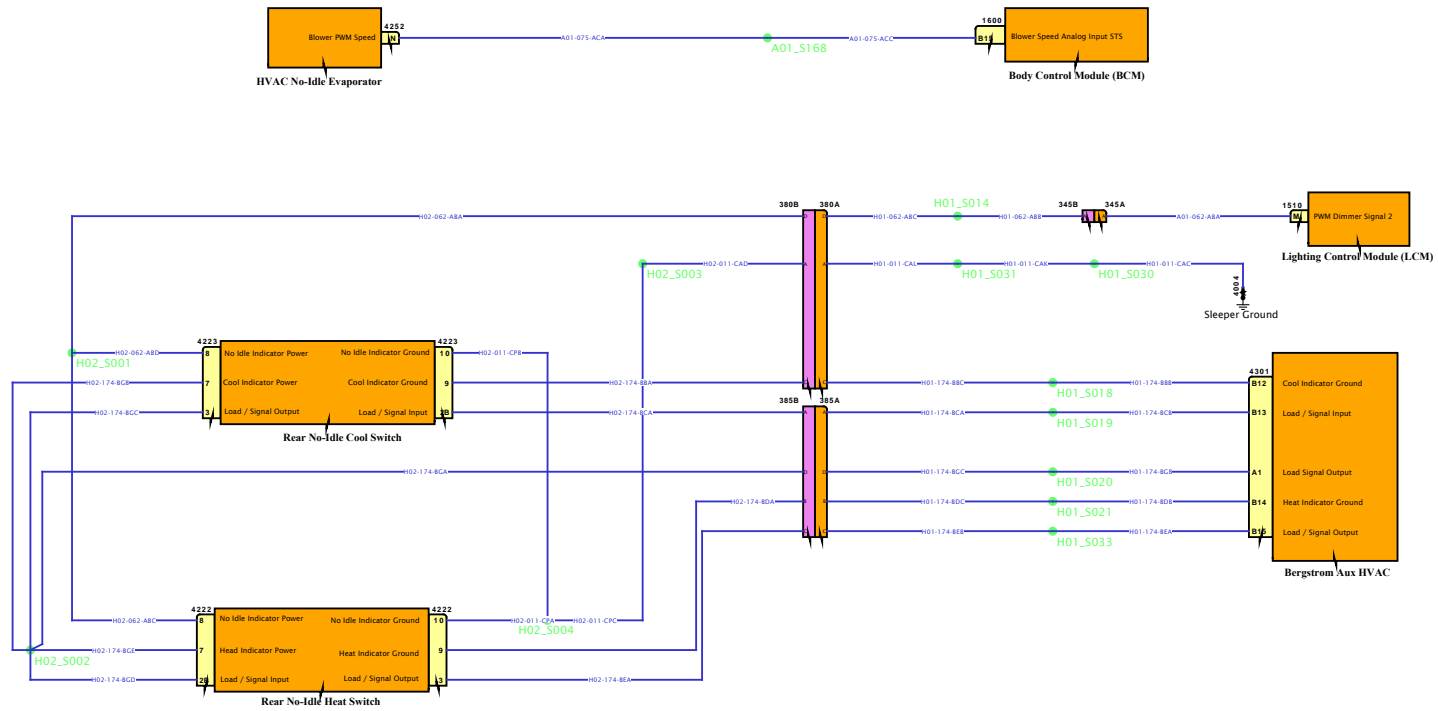 4252
Blower PWM Speed
N
A01-075-ACA
A01_S168
A01-075-ACC
1600
B15
Blower Speed Analog Input STS
HVAC No-Idle Evaporator
Body Control Module (BCM)
380B
380A
H01_S014
345B
345A
1510
H02-062-ABA
D
D
H01-062-ABC
H01-062-ABB
A
A01-062-ABA
M
PWM Dimmer Signal 2
Lighting Control Module (LCM)
H02-011-CAD
A
A
H01-011-CAL
H01-011-CAK
H01-011-CAC
H02_S003
H01_S031
H01_S030
4004
Sleeper Ground
4223
4223
H02-062-ABD
8
No Idle Indicator Power
No Idle Indicator Ground
10
H02-011-CPB
H02_S001
4301
H02-174-BGB
7
Cool Indicator Power
Cool Indicator Ground
9
H02-174-BBA
C
C
H01-174-BBC
H01-174-BBB
B12
Cool Indicator Ground
H01_S018
385B
385A
H02-174-BGC
3
Load / Signal Output
Load / Signal Input
2B
H02-174-BCA
A
A
H01-174-BCA
H01-174-BCB
B13
Load / Signal Input
H01_S019
Rear No-Idle Cool Switch
H02-174-BGA
D
D
H01-174-BGC
H01-174-BGB
A1
Load Signal Output
H01_S020
H02-174-BDA
B
B
H01-174-BDC
H01-174-BDB
B14
Heat Indicator Ground
H01_S021
C
C
H01-174-BEB
H01-174-BEA
B15
Load / Signal Output
H01_S033
Bergstrom Aux HVAC
4222
4222
H02-062-ABC
8
No Idle Indicator Power
No Idle Indicator Ground
10
H02-011-CPA
H02-011-CPC
H02_S004
H02-174-BGE
7
Head Indicator Power
Heat Indicator Ground
9
H02_S002
H02-174-BGD
2B
Load / Signal Input
Load / Signal Output
3
H02-174-BEA
Rear No-Idle Heat Switch